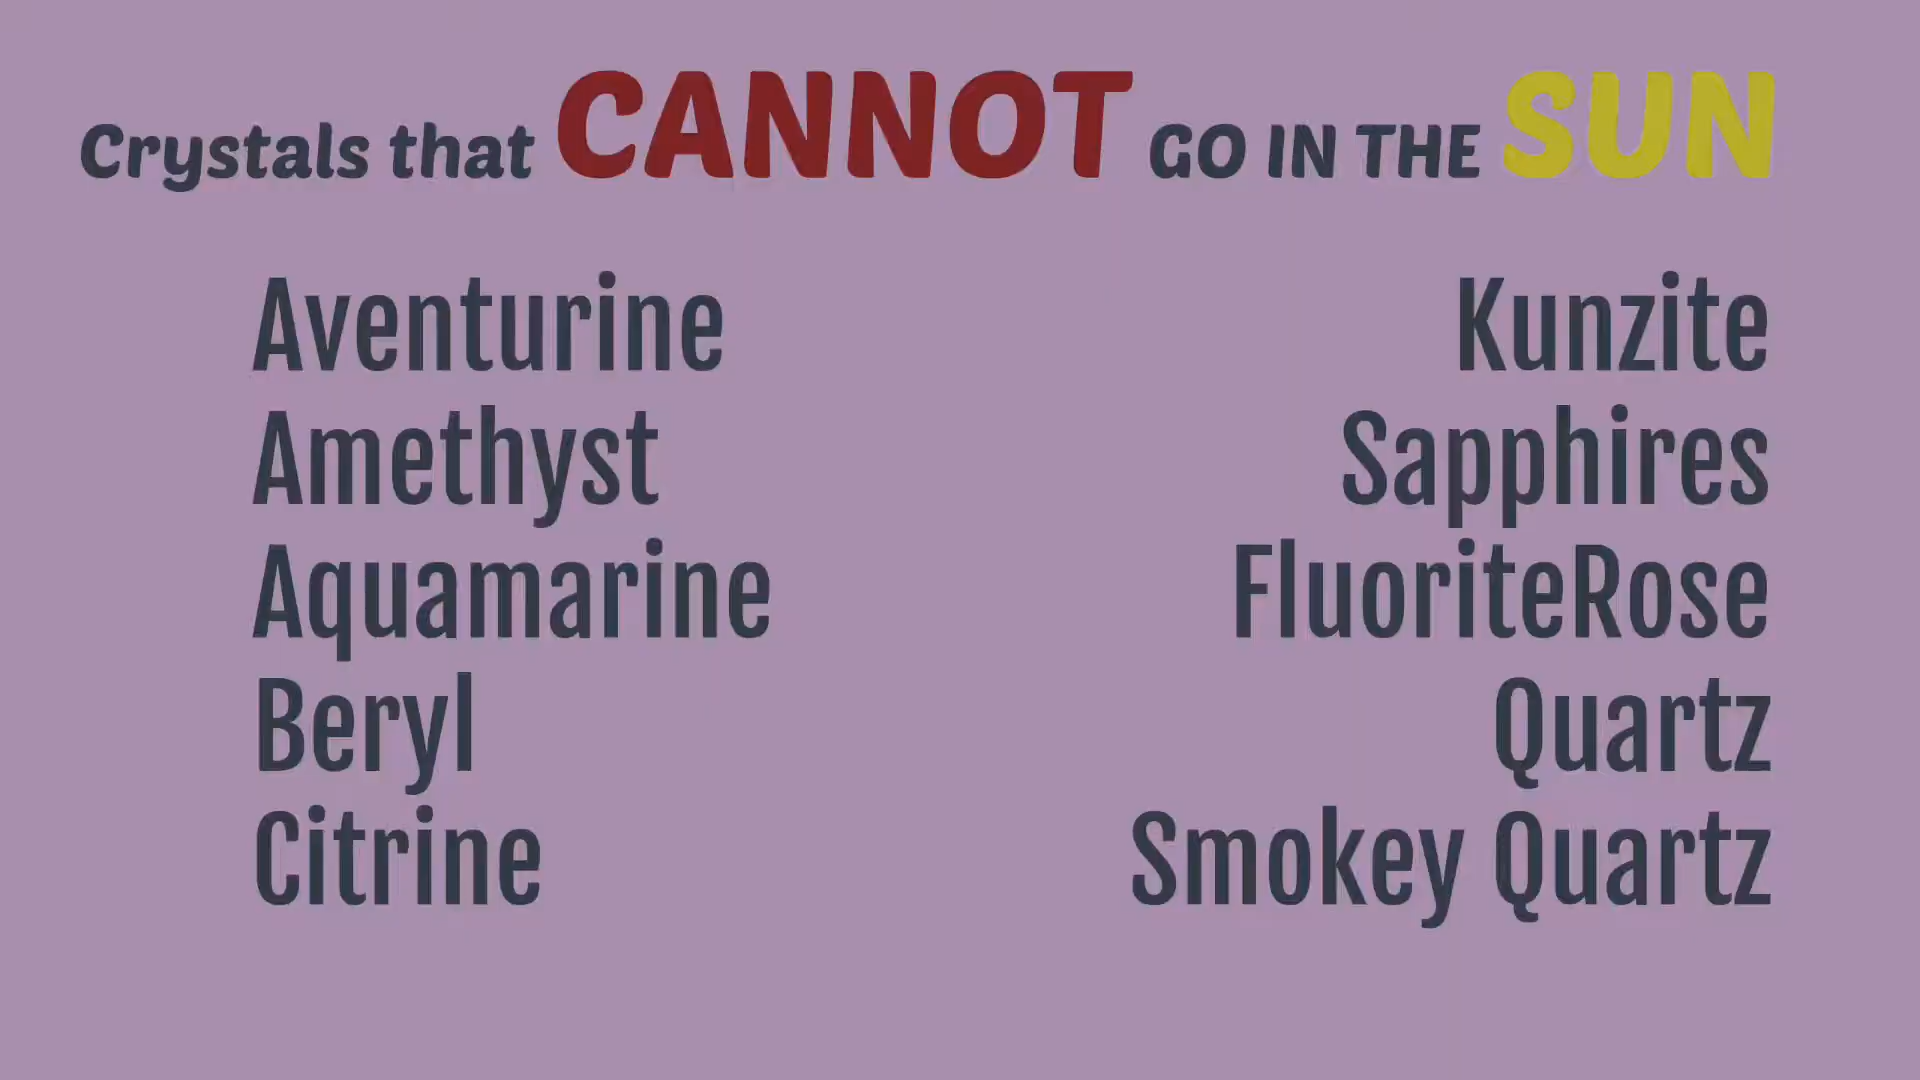 Crystals that CANNOT GO IN THE SUN
Aventurine
Amethyst
Aquamarine
Beryl
Citrine
Kunzite
Sapphires
FluoriteRose
Quartz
Smokey Quartz